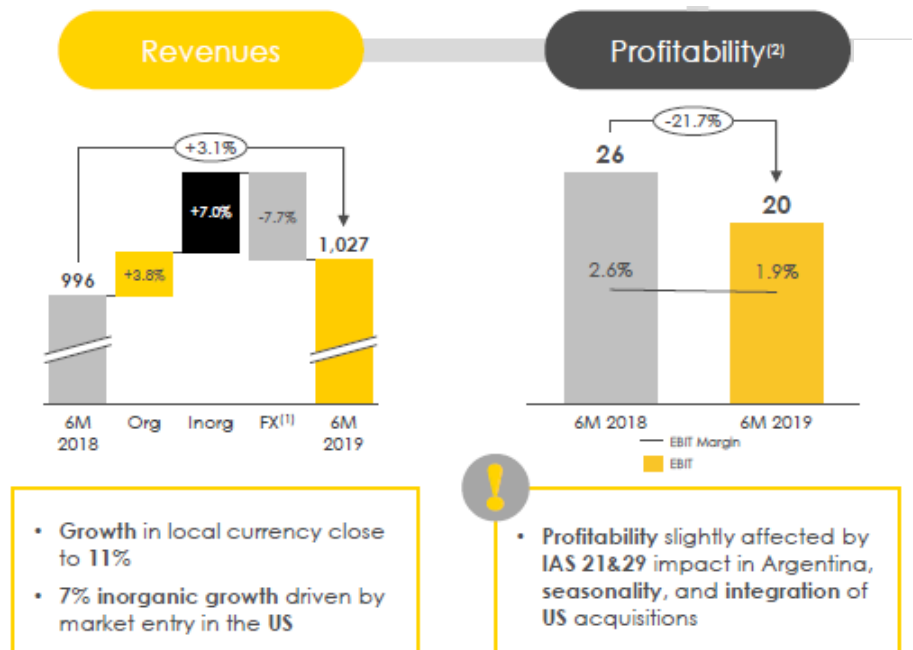 Revenues
+3.1%
996
+3.8%
+7.0%
-7.7%
1,027
6M
2018
Org
Inorg
FX(1)
6M
2019
• Growth in local currency close
to 11%
• 7% inorganic growth driven by
market entry in the US
Profitability(2)
-21.7%
26
20
2.6%
1.9%
6M 2018
6M 2019
EBIT Margin
EBIT
!
• Profitability slightly affected by
IAS 21&29 impact in Argentina,
seasonality, and integration of
US acquisitions